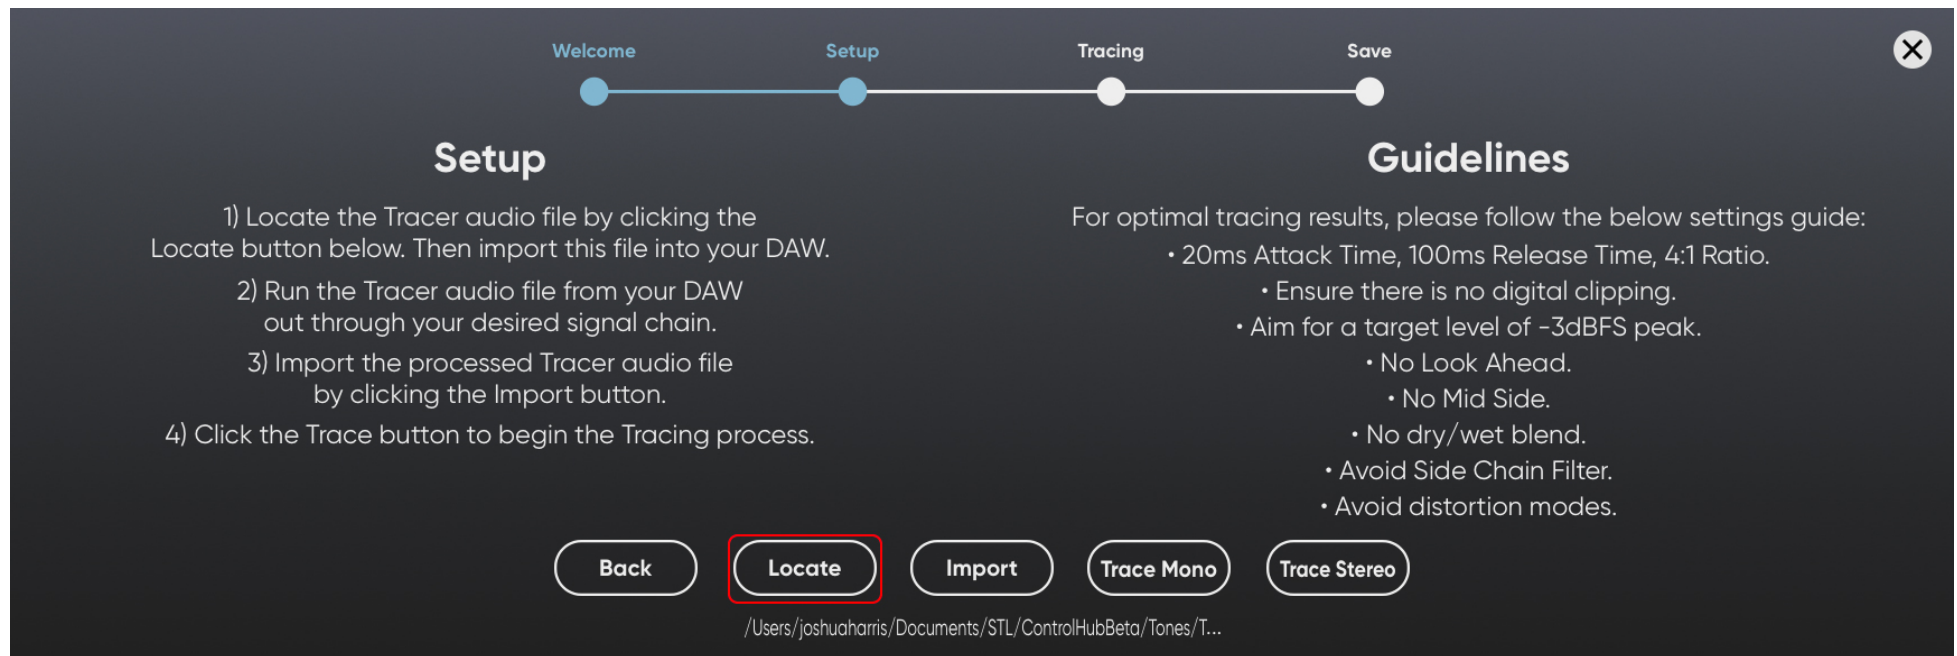 Welcome
Setup
Tracing
Save
Setup
1) Locate the Tracer audio file by clicking the
Locate button below. Then import this file into your DAW.
2) Run the Tracer audio file from your DAW
out through your desired signal chain.
3) Import the processed Tracer audio file
by clicking the Import button.
4) Click the Trace button to begin the Tracing process.
Guidelines
For optimal tracing results, please follow the below settings guide:
• 20ms Attack Time, 100ms Release Time, 4:1 Ratio.
• Ensure there is no digital clipping.
• Aim for a target level of -3dBFS peak.
• No Look Ahead.
• No Mid Side.
• No dry/wet blend.
• Avoid Side Chain Filter.
• Avoid distortion modes.
Back
Locate
Import
Trace Mono
Trace Stereo
/Users/joshuaharris/Documents/STL/ControlHubBeta/Tones/T...